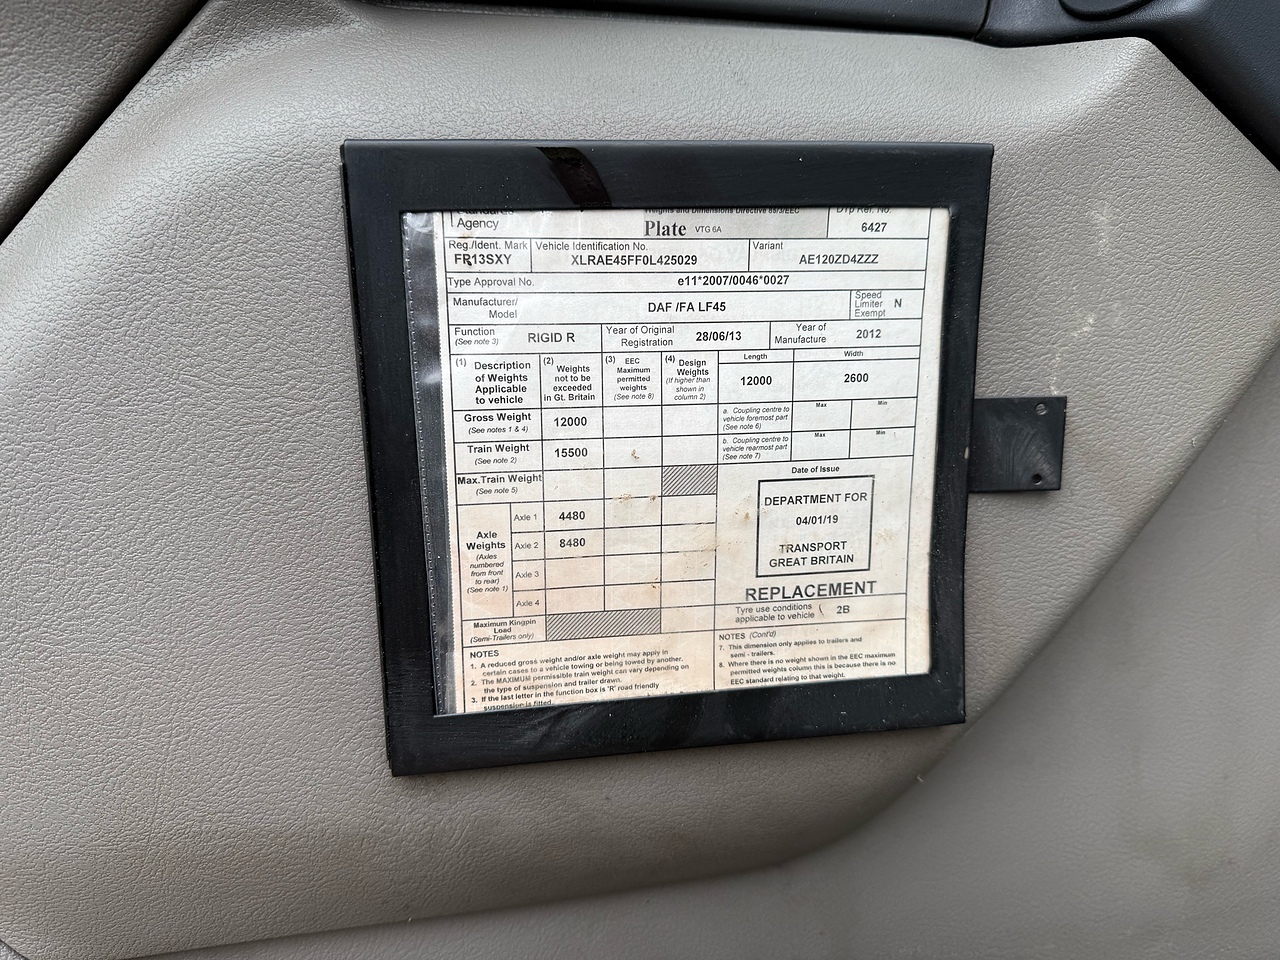 Standards
Agency
Weights and Dimensions Directive 85/3/EEC
Plate VTG 6A
DTp Ref. No.
6427
Reg./Ident. Mark
FR13SXY
Vehicle Identification No.
XLRAE45FF0L425029
Variant
AE120ZD4ZZZ
Type Approval No.
e11*2007/0046*0027
Manufacturer/
Model
DAF /FA LF45
Speed
Limiter
Exempt
N
Function
(See note 3)
RIGID R
Year of Original
Registration
28/06/13
Year of
Manufacture
2012
(1) Description
of Weights
Applicable
to vehicle
(2) Weights
not to be
exceeded
in Gt. Britain
(3) EEC
Maximum
permitted
weights
(See note 8)
(4) Design
Weights
(If higher than
shown in
column 2)
Length
12000
Width
2600
Gross Weight
(See notes 1 & 4)
12000
a. Coupling centre to
vehicle foremost part
(See note 6)
Max
Min
Train Weight
(See note 2)
15500
b. Coupling centre to
vehicle rearmost part
(See note 7)
Max
Min
Max.Train Weight
(See note 5)
Axle
Weights
(Axles
numbered
from front
to rear)
(See note 1)
Axle 1
4480
Axle 2
8480
Axle 3
Axle 4
Maximum Kingpin
Load
(Semi-Trailers only)
Date of Issue
DEPARTMENT FOR
04/01/19
TRANSPORT
GREAT BRITAIN
REPLACEMENT
Tyre use conditions
applicable to vehicle
2B
NOTES
1. A reduced gross weight and/or axle weight may apply in
certain cases to a vehicle towing or being towed by another.
2. The MAXIMUM permissible train weight can vary depending on
the type of suspension and trailer drawn.
3. If the last letter in the function box is 'R' road friendly
suspension is fitted.
NOTES (Cont'd)
7. This dimension only applies to trailers and
semi - trailers.
8. Where there is no weight shown in the EEC maximum
permitted weights column this is because there is no
EEC standard relating to that weight.